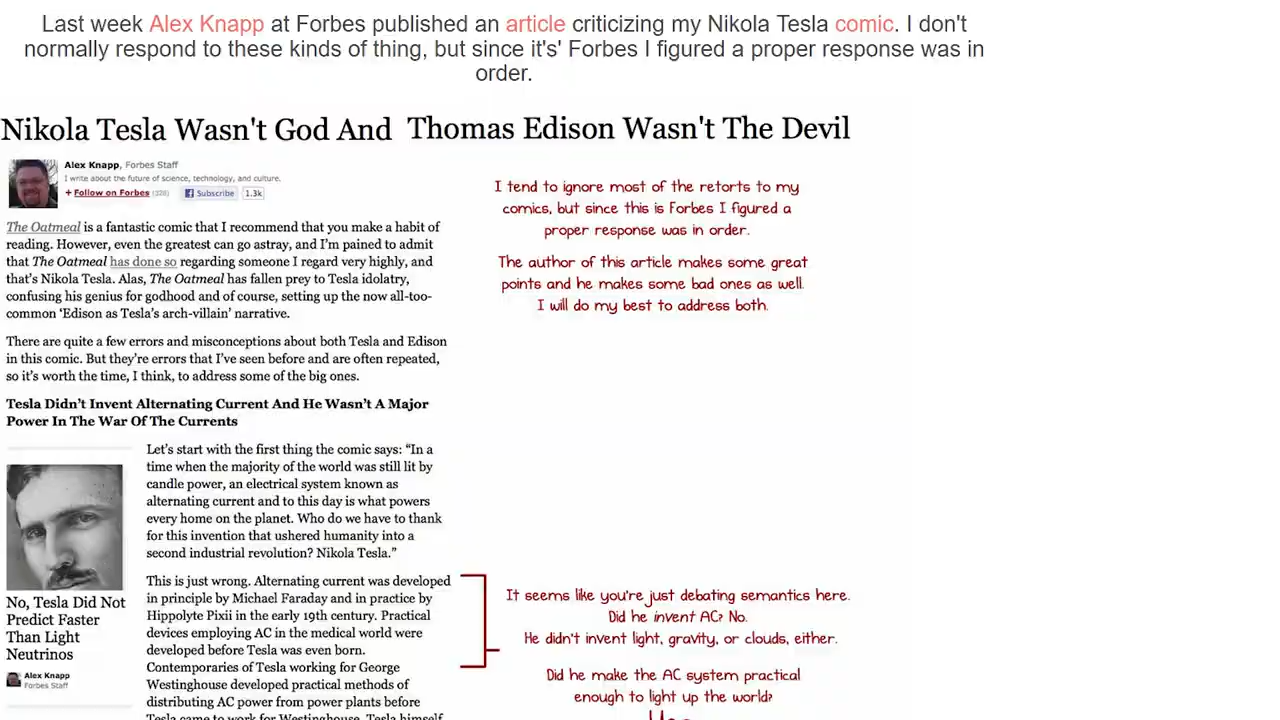 Last week Alex Knapp at Forbes published an article criticizing my Nikola Tesla comic. I don't
normally respond to these kinds of thing, but since it's' Forbes I figured a proper response was in
order.
Nikola Tesla Wasn't God And Thomas Edison Wasn't The Devil
Alex Knapp, Forbes Staff
I write about the future of science, technology, and culture.
+ Follow on Forbes (328) Subscribe 1.3k
The Oatmeal is a fantastic comic that I recommend that you make a habit of
reading. However, even the greatest can go astray, and I'm pained to admit
that The Oatmeal has done so regarding someone I regard very highly, and
that's Nikola Tesla. Alas, The Oatmeal has fallen prey to Tesla idolatry,
confusing his genius for godhood and of course, setting up the now all-too-
common 'Edison as Tesla's arch-villain' narrative.
There are quite a few errors and misconceptions about both Tesla and Edison
in this comic. But they're errors that I've seen before and are often repeated,
so it's worth the time, I think, to address some of the big ones.
Tesla Didn't Invent Alternating Current And He Wasn't A Major
Power In The War Of The Currents
Let's start with the first thing the comic says: "In a
time when the majority of the world was still lit by
candle power, an electrical system known as
alternating current and to this day is what powers
every home on the planet. Who do we have to thank
for this invention that ushered humanity into a
second industrial revolution? Nikola Tesla."
This is just wrong. Alternating current was developed
in principle by Michael Faraday and in practice by
Hippolyte Pixii in the early 19th century. Practical
devices employing AC in the medical world were
developed before Tesla was even born.
Contemporaries of Tesla working for George
Westinghouse developed practical methods of
distributing AC power from power plants before
Tesla came to work for Westinghouse. Tesla himself
No, Tesla Did Not
Predict Faster
Than Light
Neutrinos
Alex Knapp
Forbes Staff
I tend to ignore most of the retorts to my
comics, but since this is Forbes I figured a
proper response was in order.
The author of this article makes some great
points and he makes some bad ones as well.
I will do my best to address both.
It seems like you're just debating semantics here.
Did he invent AC? No.
He didn't invent light, gravity, or clouds, either.
Did he make the AC system practical
enough to light up the world?